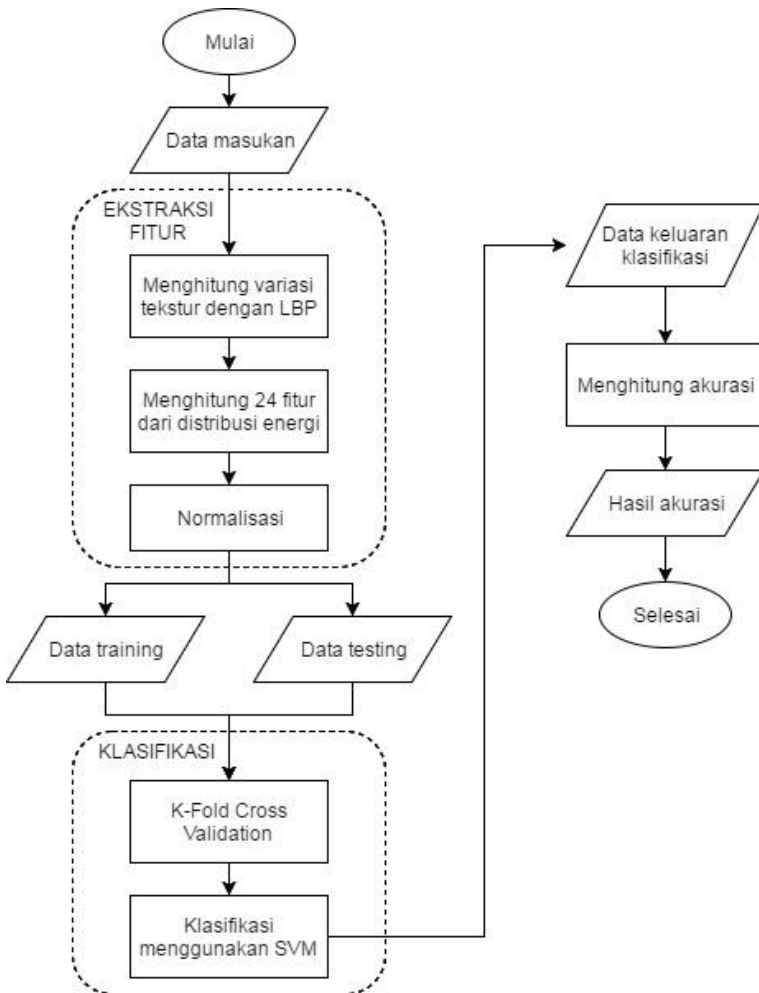 Mulai
Data masukan
EKSTRAKSI
FITUR
Menghitung variasi
tekstur dengan LBP
Menghitung 24 fitur
dari distribusi energi
Normalisasi
Data training
Data testing
KLASIFIKASI
K-Fold Cross
Validation
Klasifikasi
menggunakan SVM
Data keluaran
klasifikasi
Menghitung akurasi
Hasil akurasi
Selesai